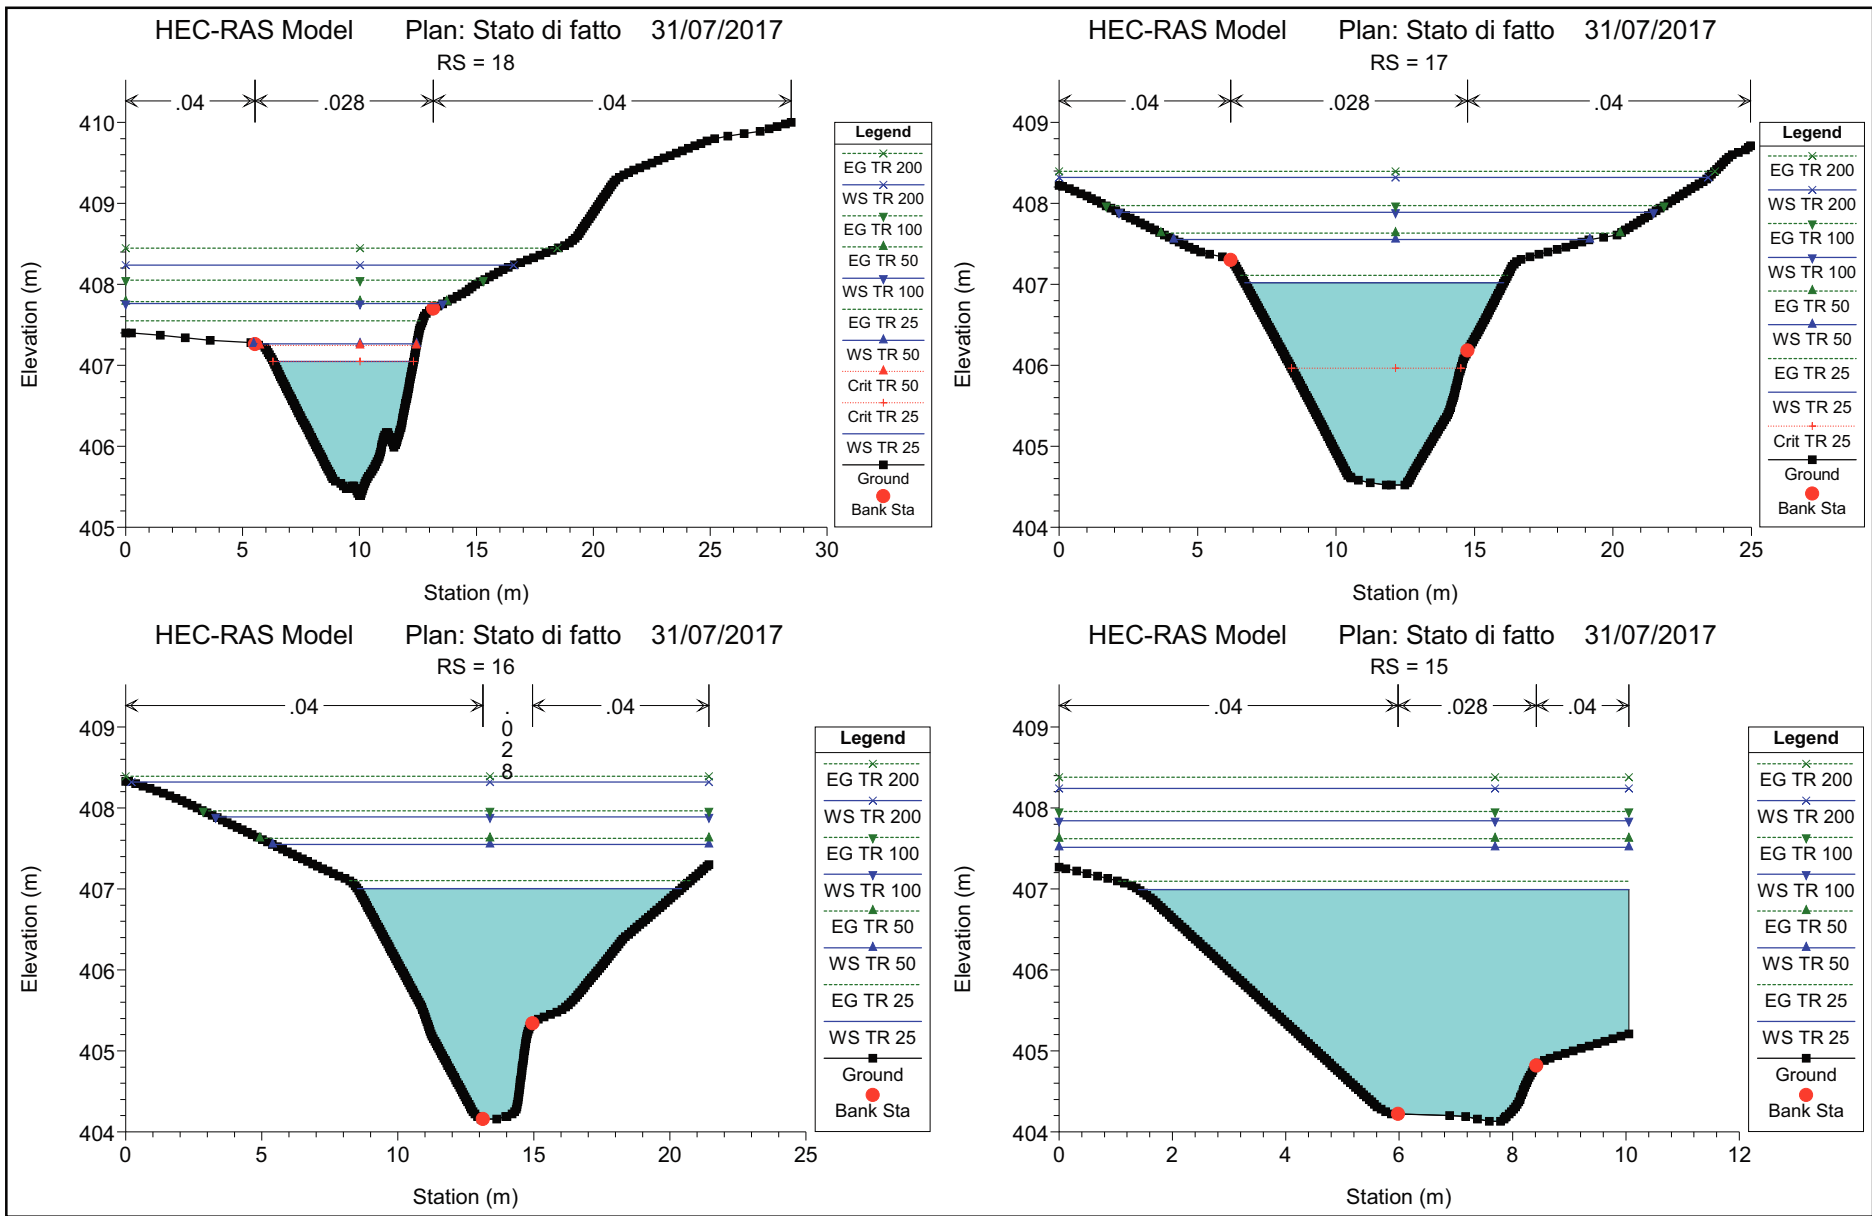 HEC-RAS Model Plan: Stato di fatto 31/07/2017
RS = 18
.04 .028 .04
Elevation (m)
410
409
408
407
406
405
0 5 10 15 20 25 30
Station (m)
Legend
EG TR 200
WS TR 200
EG TR 100
EG TR 50
WS TR 100
EG TR 25
WS TR 50
Crit TR 50
Crit TR 25
WS TR 25
Ground
Bank Sta
HEC-RAS Model Plan: Stato di fatto 31/07/2017
RS = 17
.04 .028 .04
Elevation (m)
409
408
407
406
405
404
0 5 10 15 20 25
Station (m)
Legend
EG TR 200
WS TR 200
EG TR 100
WS TR 100
EG TR 50
WS TR 50
EG TR 25
WS TR 25
Crit TR 25
Ground
Bank Sta
HEC-RAS Model Plan: Stato di fatto 31/07/2017
RS = 16
.04 .028 .04
Elevation (m)
409
408
407
406
405
404
0 5 10 15 20 25
Station (m)
Legend
EG TR 200
WS TR 200
EG TR 100
WS TR 100
EG TR 50
WS TR 50
EG TR 25
WS TR 25
Ground
Bank Sta
HEC-RAS Model Plan: Stato di fatto 31/07/2017
RS = 15
.04 .028 .04
Elevation (m)
409
408
407
406
405
404
0 2 4 6 8 10 12
Station (m)
Legend
EG TR 200
WS TR 200
EG TR 100
WS TR 100
EG TR 50
WS TR 50
EG TR 25
WS TR 25
Ground
Bank Sta